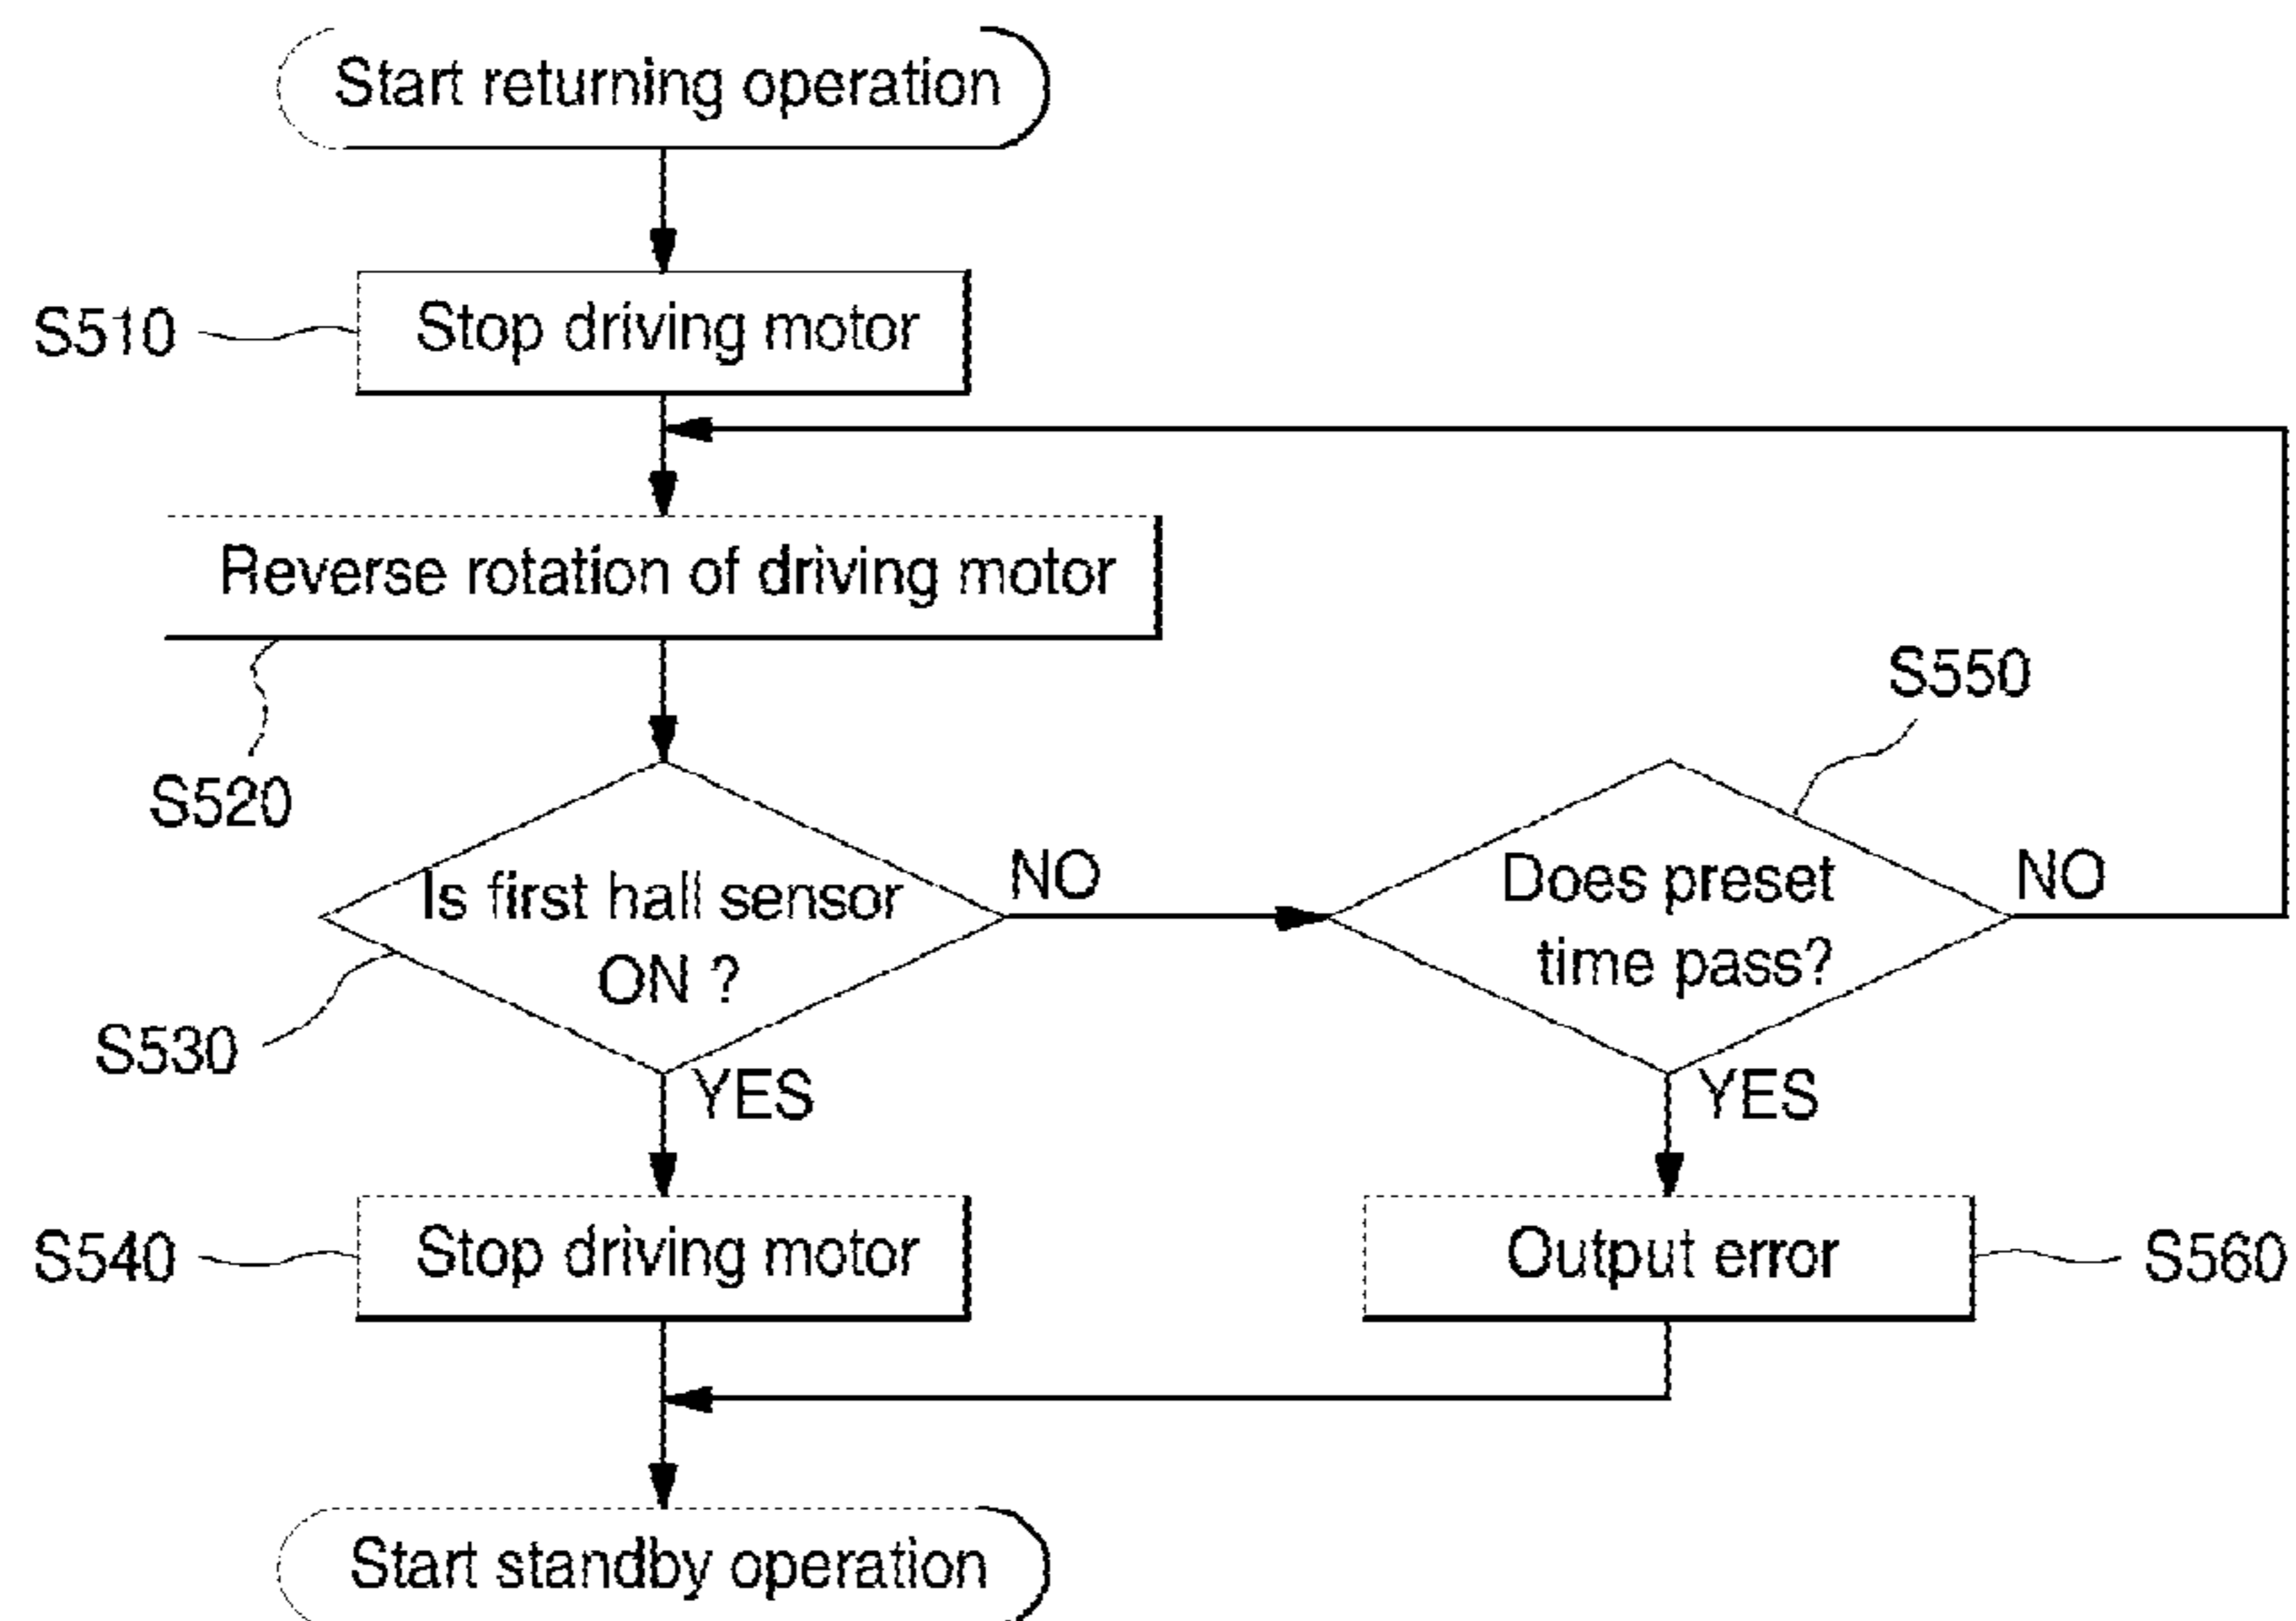 Start returning operation
S510
Stop driving motor
Reverse rotation of driving motor
S520
S550
Is first hall sensor
ON ?
NO
Does preset
time pass?
NO
S530
YES
YES
S540
Stop driving motor
Output error
S560
Start standby operation